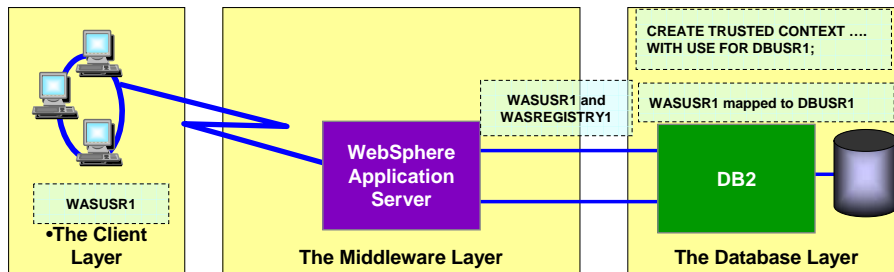 WASUSR1
•The Client
Layer
WebSphere
Application
Server
The Middleware Layer
WASUSR1 and
WASREGISTRY1
CREATE TRUSTED CONTEXT ....
WITH USE FOR DBUSR1;
WASUSR1 mapped to DBUSR1
DB2
The Database Layer